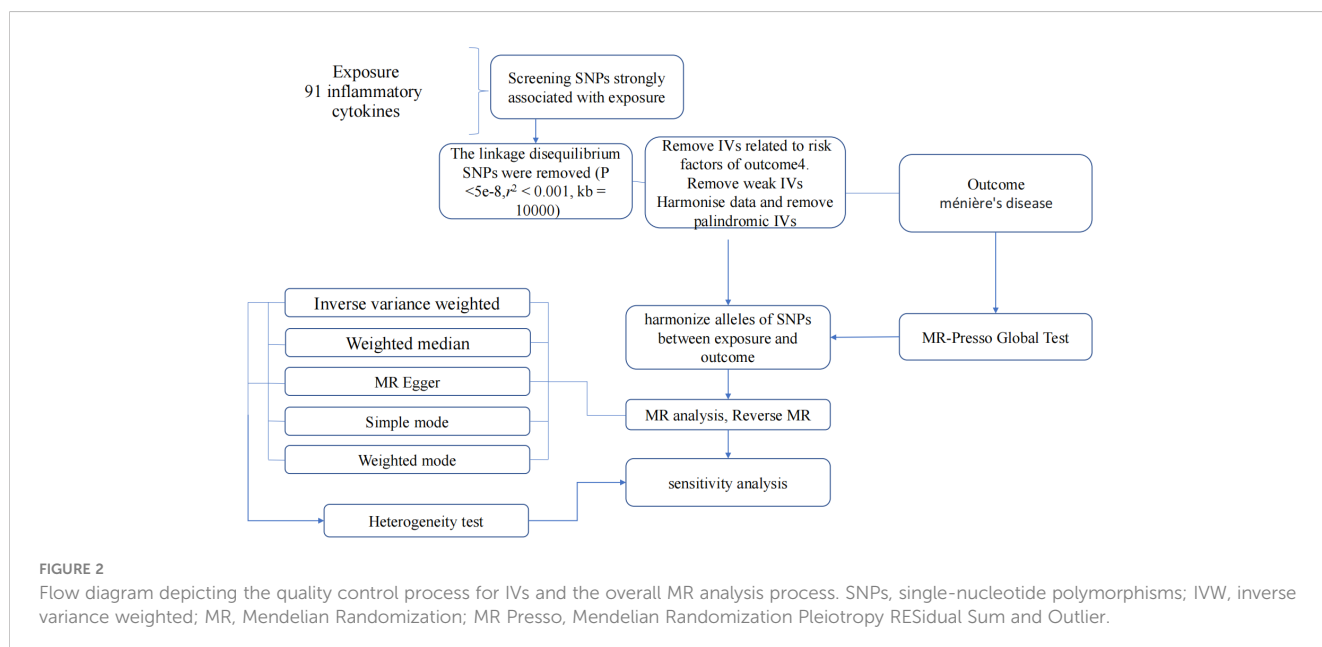 Exposure
91 inflammatory
cytokines
Screening SNPs strongly
associated with exposure
The linkage disequilibrium
SNPs were removed (P
<5e-8,r² < 0.001, kb =
10000)
Remove IVs related to risk
factors of outcome4.
Remove weak IVs
Harmonise data and remove
palindromic IVs
Outcome
ménière's disease
Inverse variance weighted
Weighted median
MR Egger
Simple mode
Weighted mode
Heterogeneity test
harmonize alleles of SNPs
between exposure and
outcome
MR-Presso Global Test
MR analysis, Reverse MR
sensitivity analysis
FIGURE 2
Flow diagram depicting the quality control process for IVs and the overall MR analysis process. SNPs, single-nucleotide polymorphisms; IVW, inverse
variance weighted; MR, Mendelian Randomization; MR Presso, Mendelian Randomization Pleiotropy RESidual Sum and Outlier.